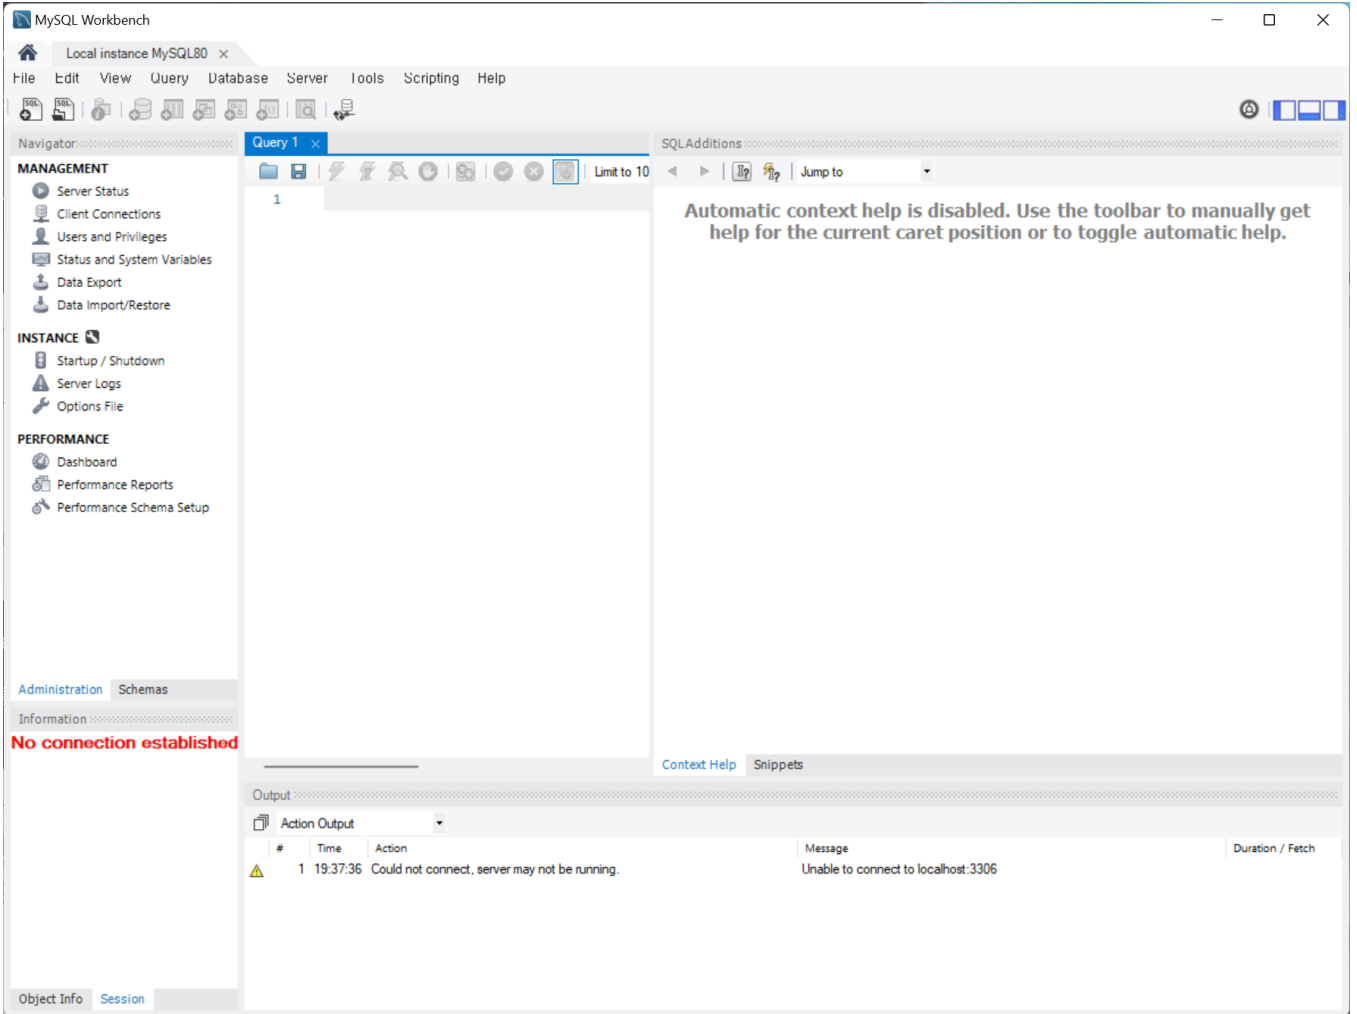 MySQL Workbench
Local instance MySQL80
File Edit View Query Database Server Tools Scripting Help
Navigator
MANAGEMENT
Server Status
Client Connections
Users and Privileges
Status and System Variables
Data Export
Data Import/Restore
INSTANCE
Startup / Shutdown
Server Logs
Options File
PERFORMANCE
Dashboard
Performance Reports
Performance Schema Setup
Administration Schemas
Information
No connection established
Object Info Session
Query 1
Limit to 10
1
SQLAdditions
Jump to
Automatic context help is disabled. Use the toolbar to manually get
help for the current caret position or to toggle automatic help.
Context Help Snippets
Output
Action Output
# Time Action Message Duration / Fetch
1 19:37:36 Could not connect, server may not be running. Unable to connect to localhost:3306